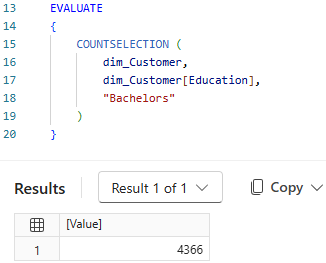 13 EVALUATE
14 {
15 COUNTSELECTION (
16 dim_Customer,
17 dim_Customer[Education],
18 "Bachelors"
19 )
20 }
Results Result 1 of 1 Copy
[Value]
1 4366